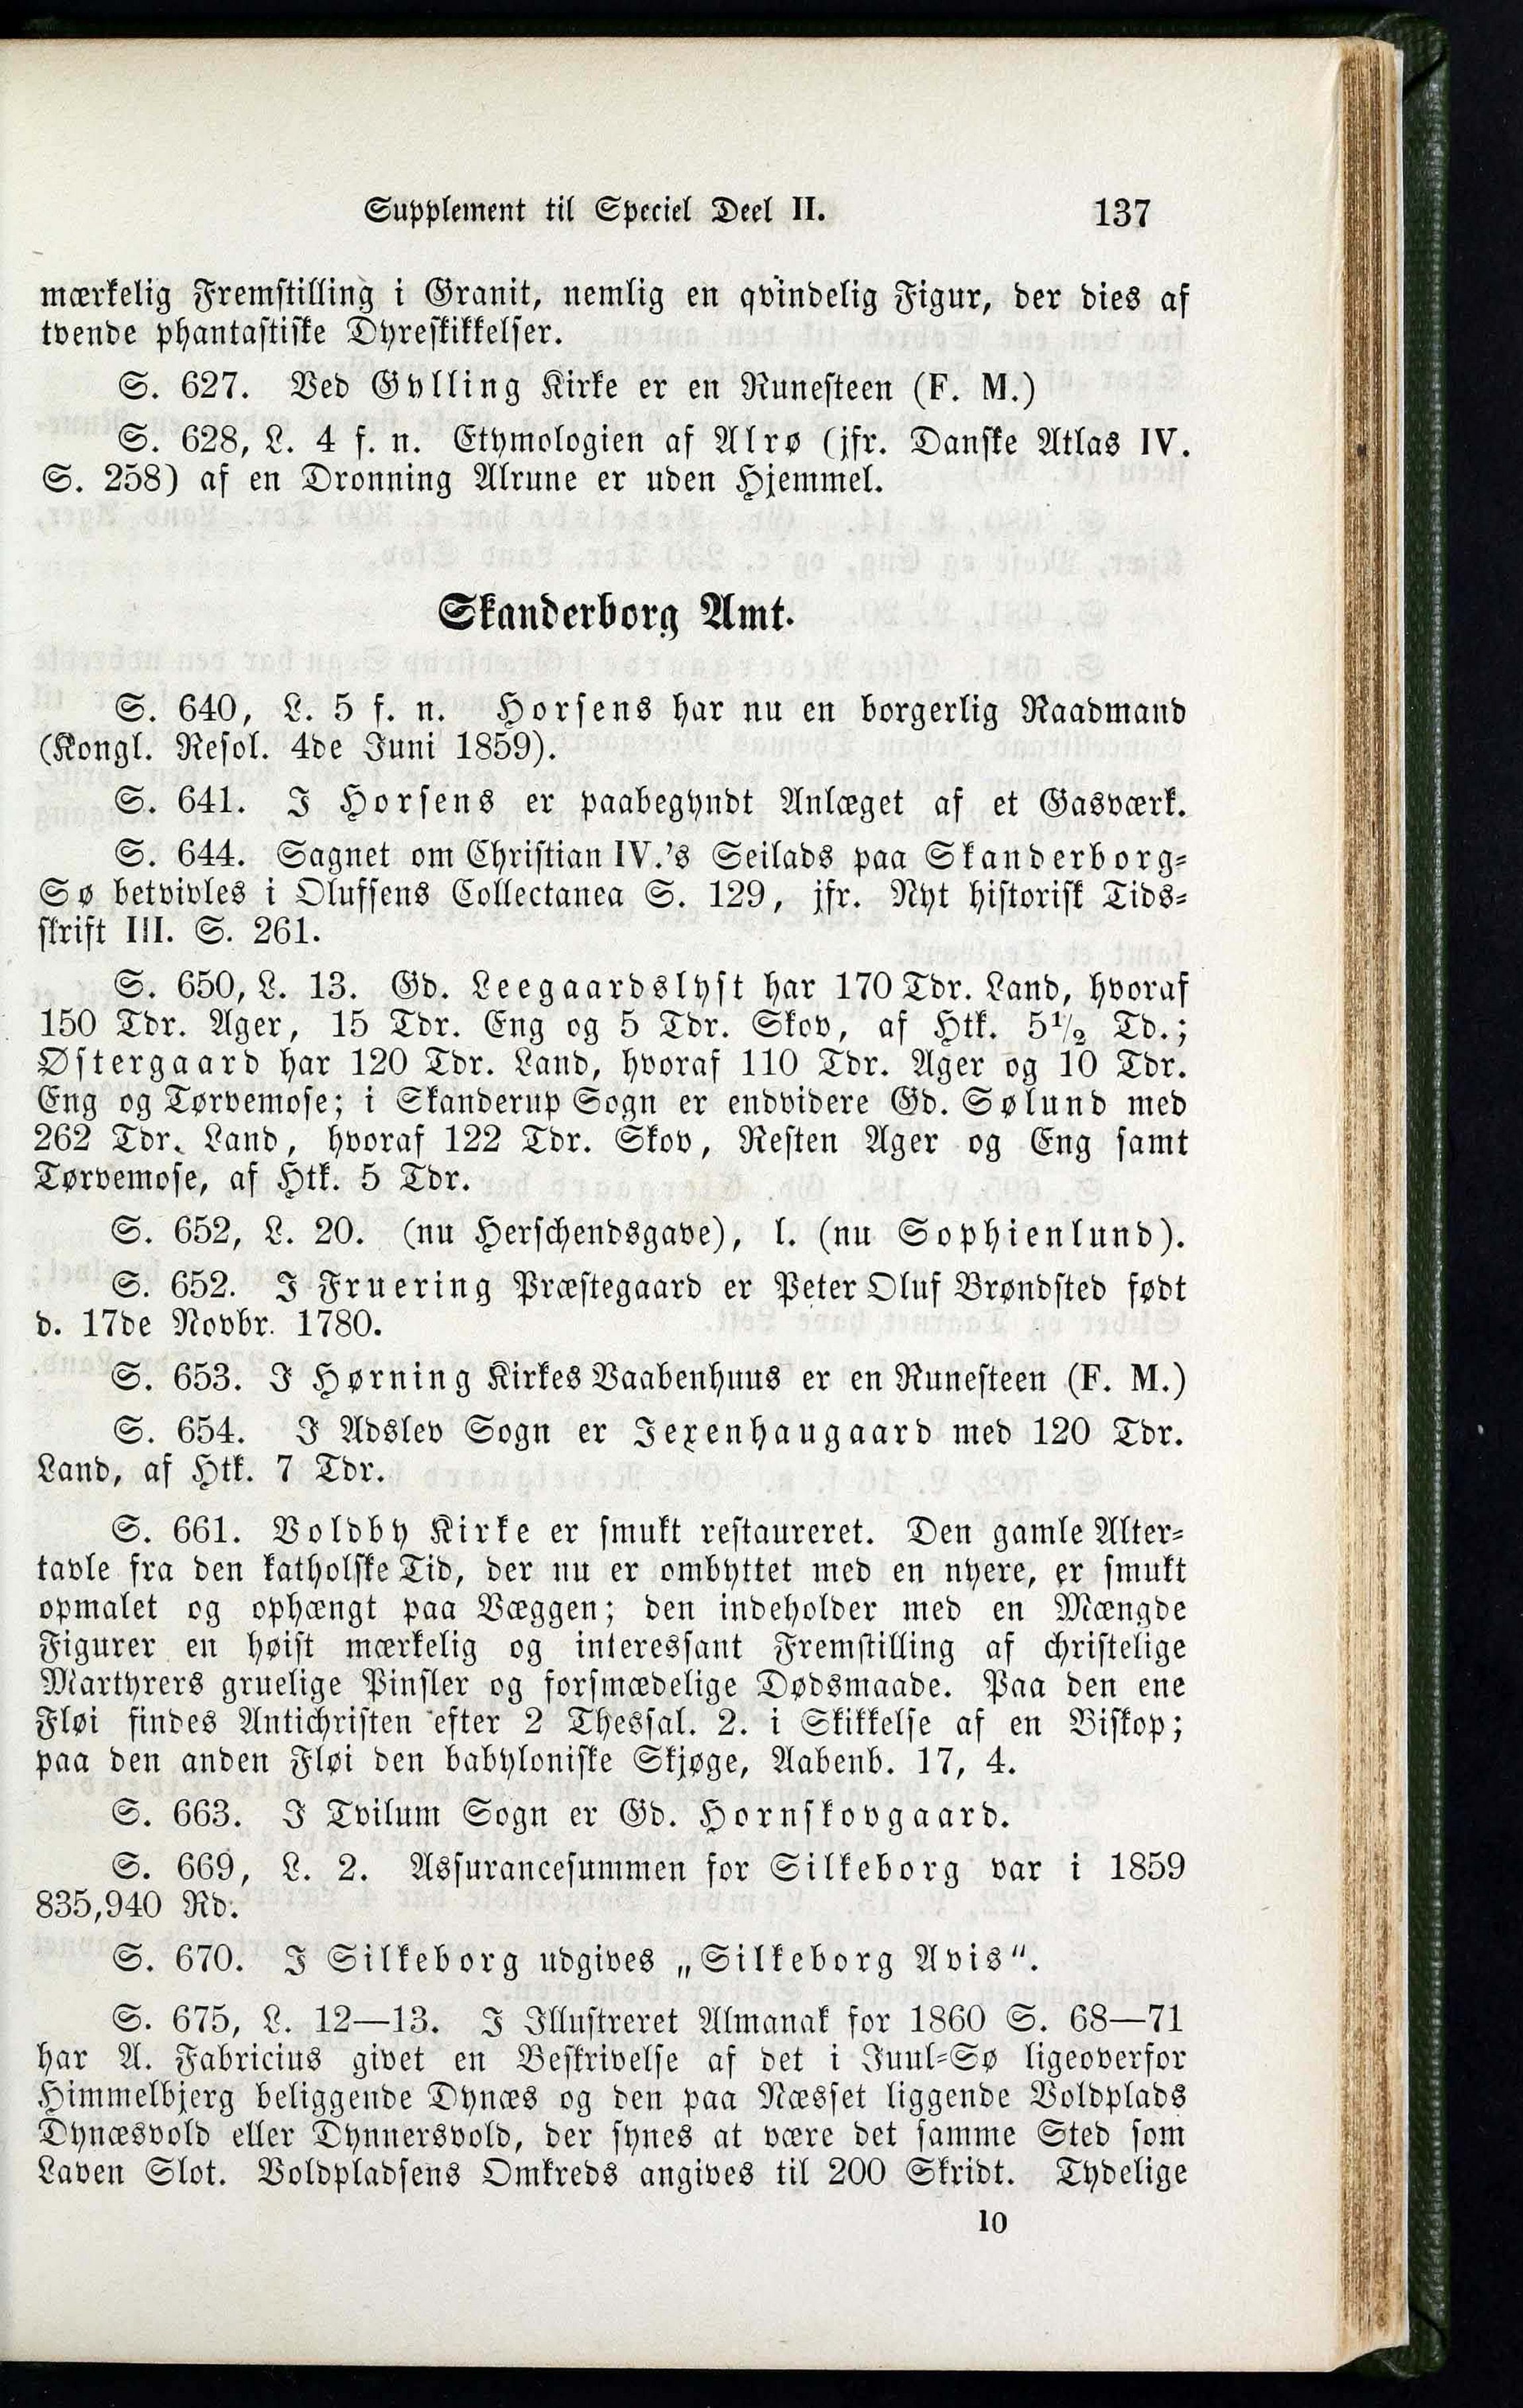 Supplement til Speciel Deel II. 137
mærkelig Fremstilling i Granit, nemlig en qvindelig Figur, der dies af
tvende phantastiske Dyreskikkelser.
S. 627. Ved Gylling Kirke er en Runesteen (F. M.)
S. 628, L. 4 f. n. Etymologien af Alrø (jfr. Danske Atlas IV.
S. 258) af en Dronning Alrune er uden Hjemmel.
Skanderborg Amt.
S. 640, L. 5 f. n. Horsens har nu en borgerlig Raadmand
(Kongl. Resol. 4de Juni 1859).
S. 641. I Horsens er paabegyndt Anlæget af et Gasværk.
S. 644. Sagnet om Christian IV.'s Seilads paa Skanderborg-
Sø betvivles i Olufsens Collectanea S. 129, jfr. Nyt historisk Tids-
skrift III. S. 261.
S. 650, L. 13. Gd. Leegaardslyst har 170 Tdr. Land, hvoraf
150 Tdr. Ager, 15 Tdr. Eng og 5 Tdr. Skov, af Htk. 5½ Td.;
Østergaard har 120 Tdr. Land, hvoraf 110 Tdr. Ager og 10 Tdr.
Eng og Tørvemose; i Skanderup Sogn er endvidere Gd. Sølund med
262 Tdr. Land, hvoraf 122 Tdr. Skov, Resten Ager og Eng samt
Tørvemose, af Htk. 5 Tdr.
S. 652, L. 20. (nu Herschendsgave), l. (nu Sophienlund).
S. 652. I Fruering Præstegaard er Peter Oluf Brøndsted født
d. 17de Novbr. 1780.
S. 653. I Hørning Kirkes Vaabenhuus er en Runesteen (F. M.)
S. 654. I Adslev Sogn er Jexenhaugaard med 120 Tdr.
Land, af Htk. 7 Tdr.
S. 661. Voldby Kirke er smukt restaureret. Den gamle Alter-
tavle fra den katholske Tid, der nu er ombyttet med en nyere, er smukt
opmalet og ophængt paa Væggen; den indeholder med en Mængde
Figurer en høist mærkelig og interessant Fremstilling af christelige
Martyrers gruelige Pinsler og forsmædelige Dødsmaade. Paa den ene
Fløi findes Antichristen efter 2 Thessal. 2. i Skikkelse af en Biskop;
paa den anden Fløi den babyloniske Skjøge, Aabenb. 17, 4.
S. 663. I Tvilum Sogn er Gd. Hornskovgaard.
S. 669, L. 2. Assurancesummen for Silkeborg var i 1859
835,940 Rd.
S. 670. I Silkeborg udgives „Silkeborg Avis“.
S. 675, L. 12—13. I Illustreret Almanak for 1860 S. 68—71
har A. Fabricius givet en Beskrivelse af det i Juul-Sø ligeoverfor
Himmelbjerg beliggende Dynæs og den paa Næsset liggende Voldplads
Dynæsvold eller Dynnersvold, der synes at være det samme Sted som
Laven Slot. Voldpladsens Omkreds angives til 200 Skridt. Tydelige
10